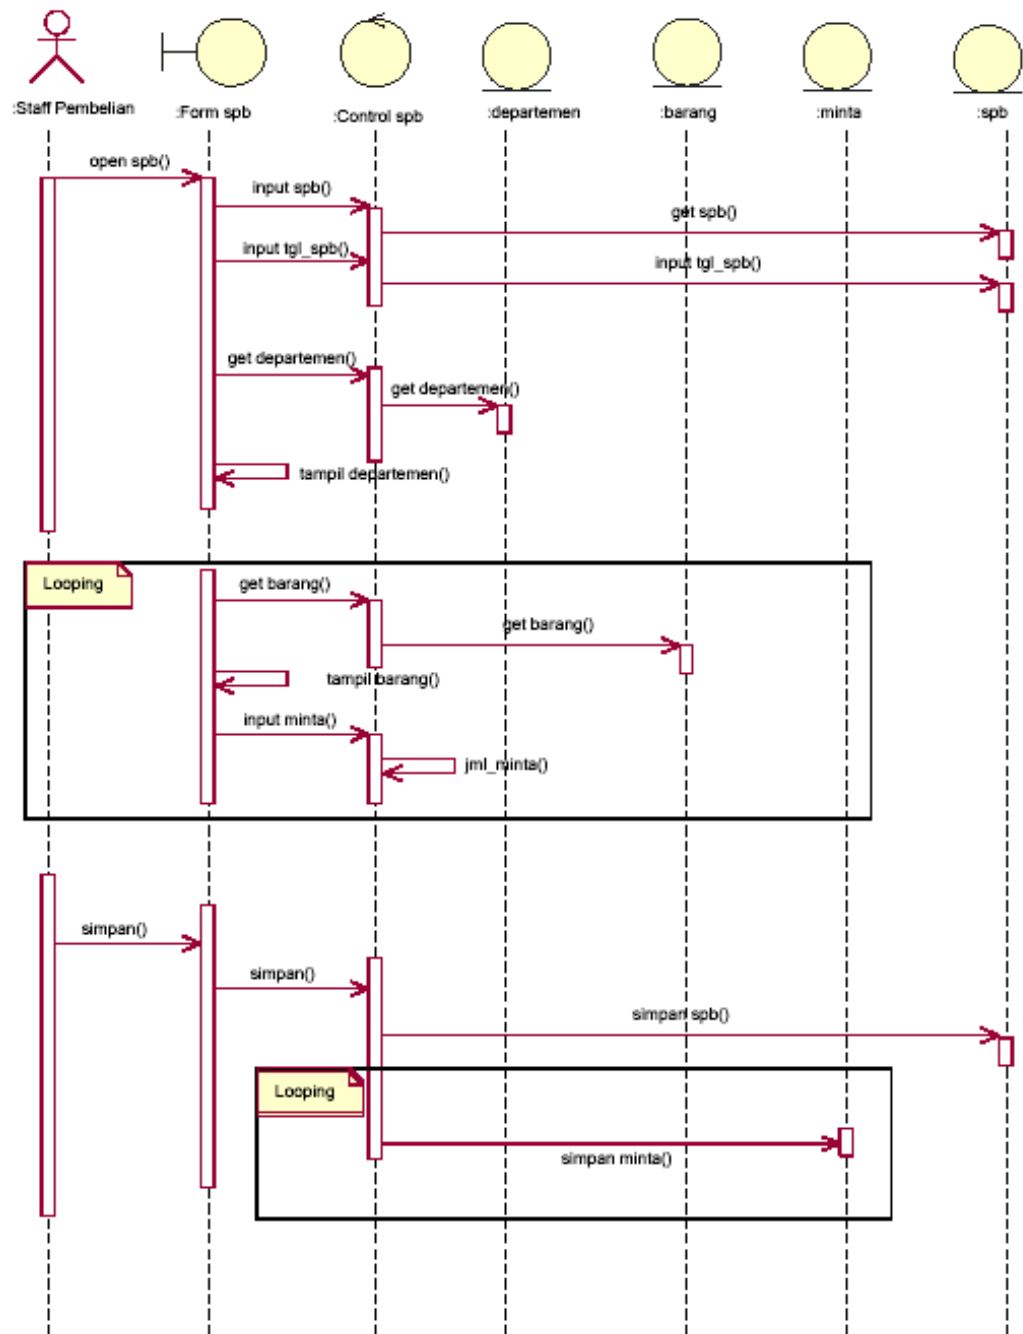 :Staff Pembelian
:Form spb
:Control spb
:departemen
:barang
:minta
:spb
open spb()
input spb()
get spb()
input tgl_spb()
input tgl_spb()
get departemen()
get departemen()
tampil departemen()
Looping
get barang()
get barang()
tampil barang()
input minta()
jml_minta()
simpan()
simpan()
simpan spb()
Looping
simpan minta()